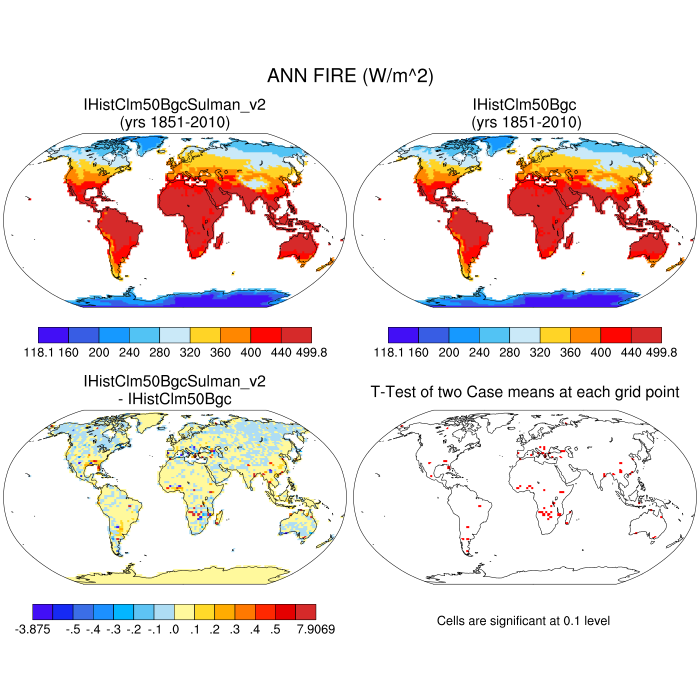 ANN FIRE (W/m^2)
IHistClm50BgcSulman_v2
(yrs 1851-2010)
IHistClm50Bgc
(yrs 1851-2010)
118.1 160 200 240 280 320 360 400 440 499.8
118.1 160 200 240 280 320 360 400 440 499.8
IHistClm50BgcSulman_v2
- IHistClm50Bgc
T-Test of two Case means at each grid point
-3.875 -.5 -.4 -.3 -.2 -.1 .0 .1 .2 .3 .4 .5 7.9069
Cells are significant at 0.1 level